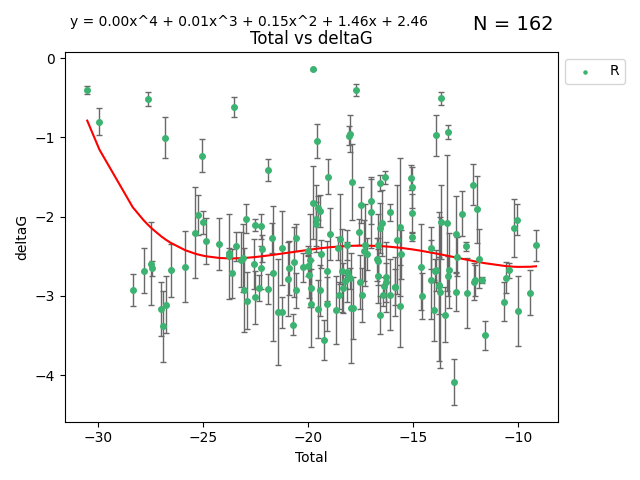 y = 0.00x^4 + 0.01x^3 + 0.15x^2 + 1.46x + 2.46
N = 162
Total vs deltaG
R
deltaG
0
−1
−2
−3
−4
−30
−25
−20
−15
−10
Total